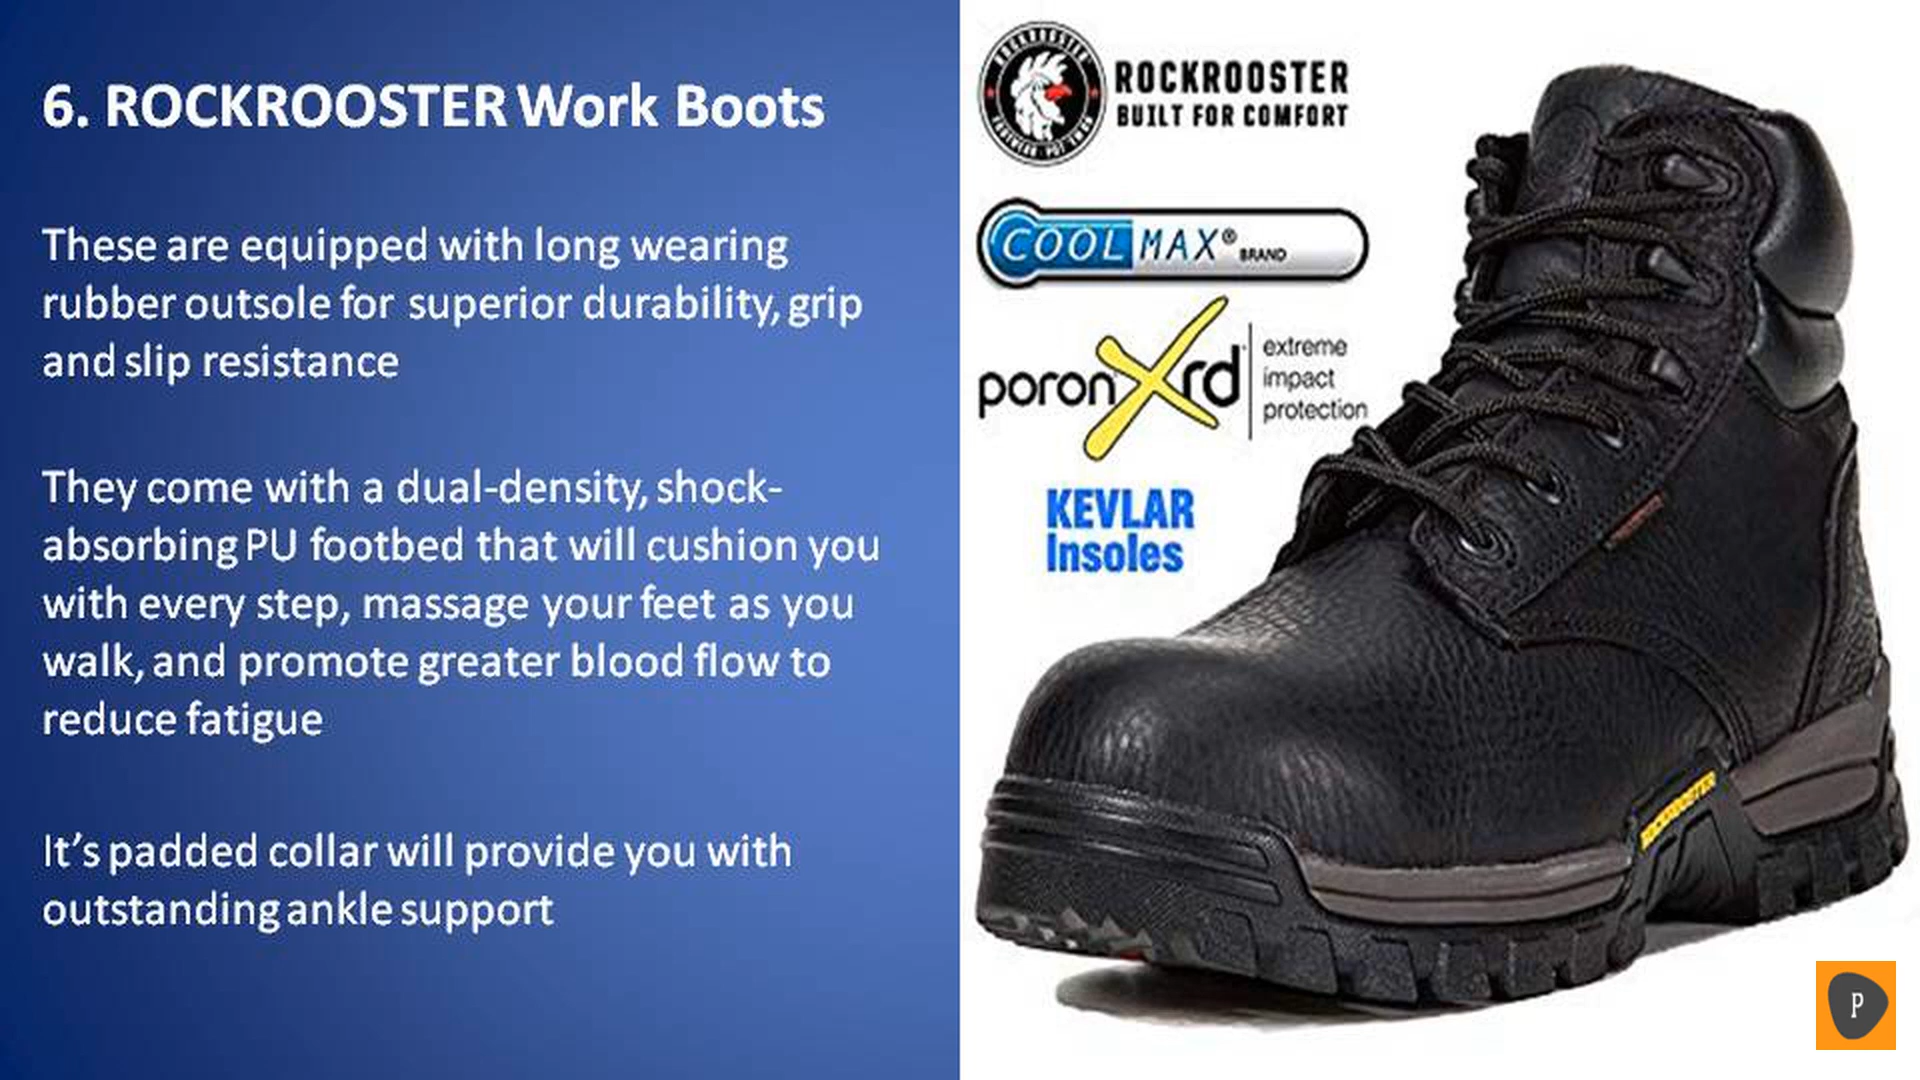 6. ROCKROOSTER Work Boots
These are equipped with long wearing
rubber outsole for superior durability, grip
and slip resistance
They come with a dual-density, shock-
absorbing PU footbed that will cushion you
with every step, massage your feet as you
walk, and promote greater blood flow to
reduce fatigue
It's padded collar will provide you with
outstanding ankle support
ROCKROOSTER
ROCKROOSTER
BUILT FOR COMFORT
COOLMAX® BRAND
poron Xrd
extreme
impact
protection
KEVLAR
Insoles
ROCKROOSTER
P